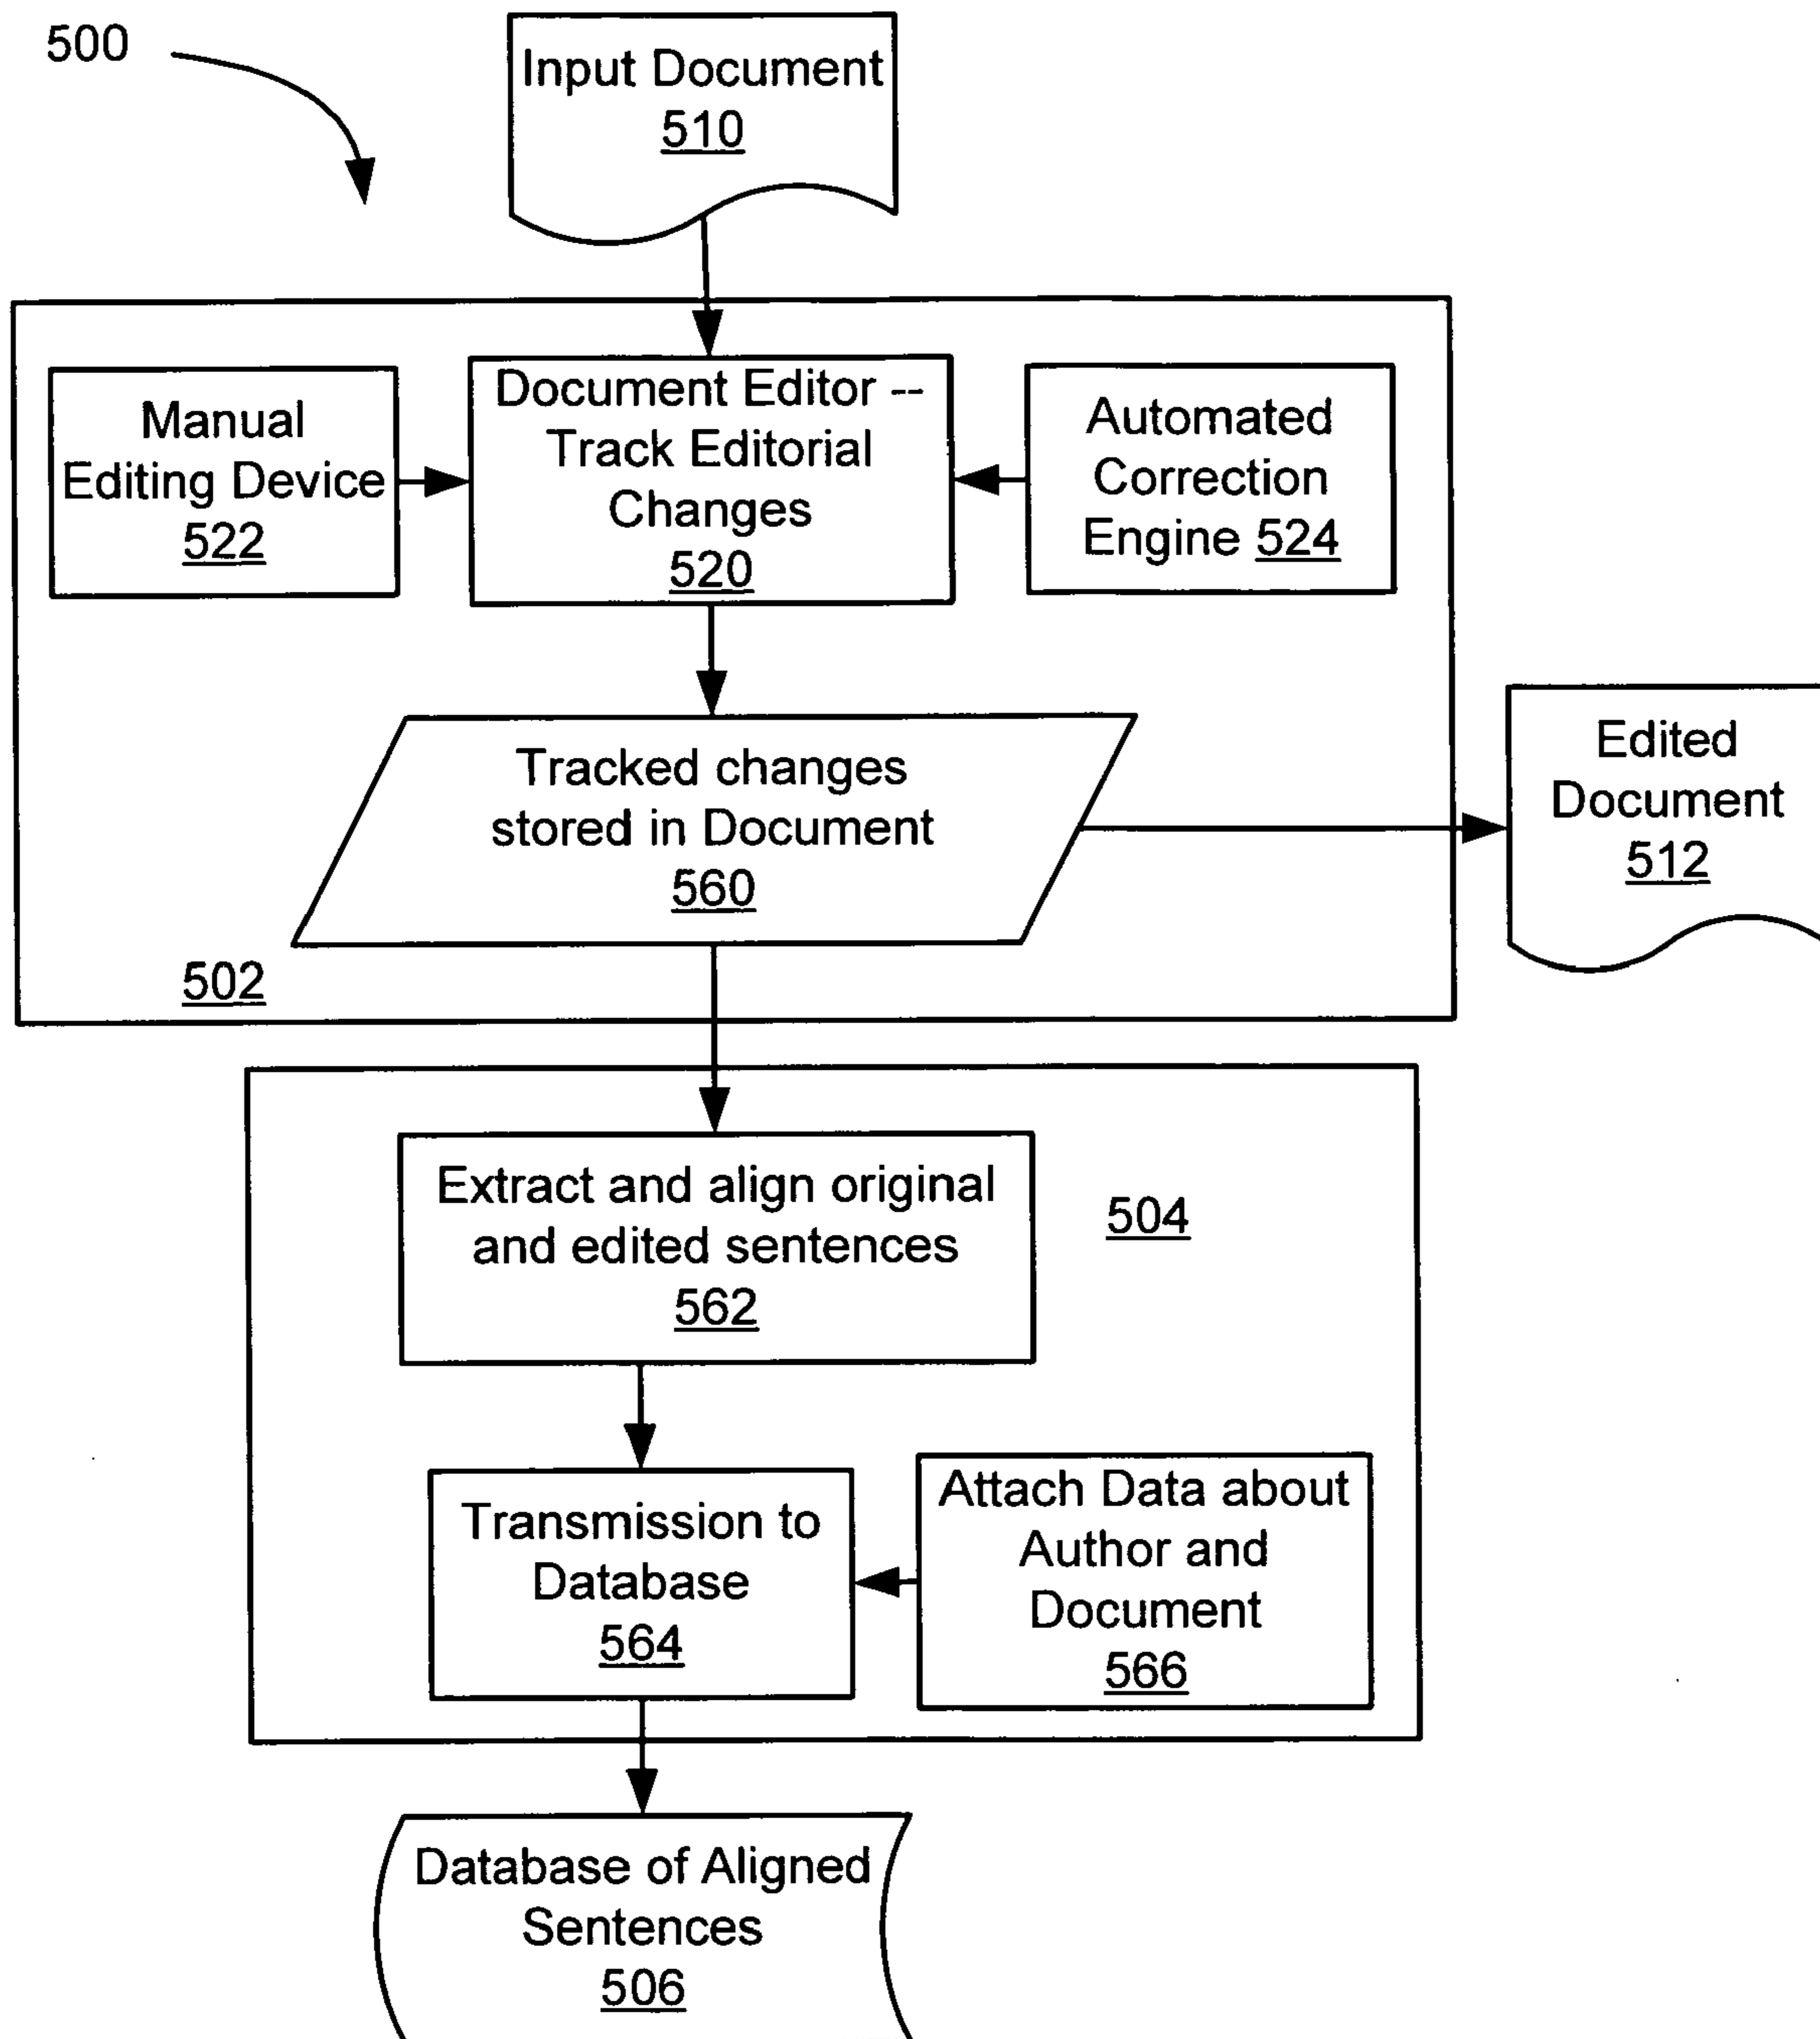 500
Input Document
510
Manual
Editing Device
522
Document Editor --
Track Editorial
Changes
520
Automated
Correction
Engine 524
Tracked changes
stored in Document
560
Edited
Document
512
502
Extract and align original
and edited sentences
562
504
Transmission to
Database
564
Attach Data about
Author and
Document
566
Database of Aligned
Sentences
506